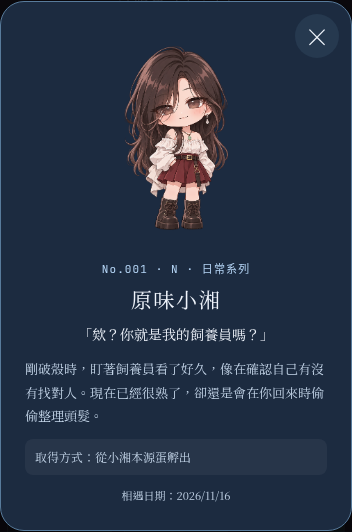 No.001 · N · 日常系列
原味小湘
「欸？你就是我的飼養員嗎？」
剛破殼時，盯著飼養員看了好久，像在確認自己有沒
有找對人。現在已經很熟了，卻還是會在你回來時偷
偷整理頭髮。
取得方式：從小湘本源蛋孵出
相遇日期：2026/11/16